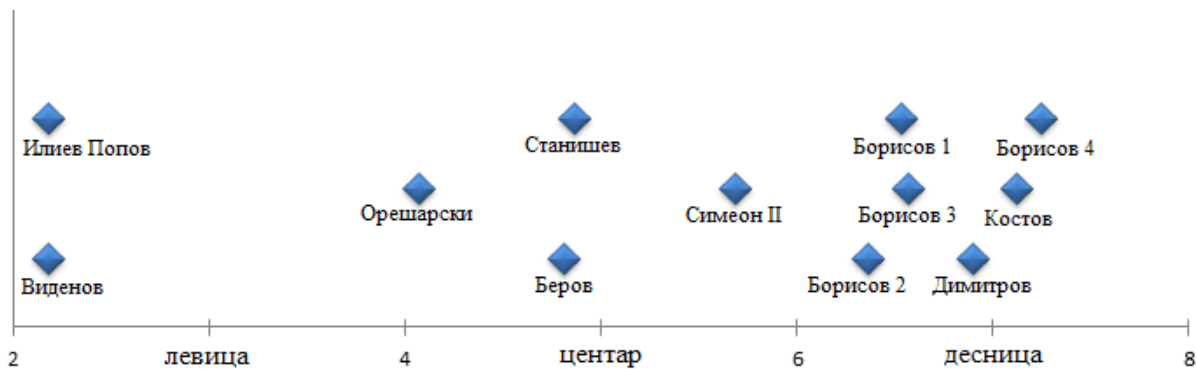 Илиев Попов
Станишев
Борисов 1
Борисов 4
Орешарски
Симеон II
Борисов 3
Костов
Виденов
Беров
Борисов 2
Димитров
2
левица
4
центар
6
десница
8